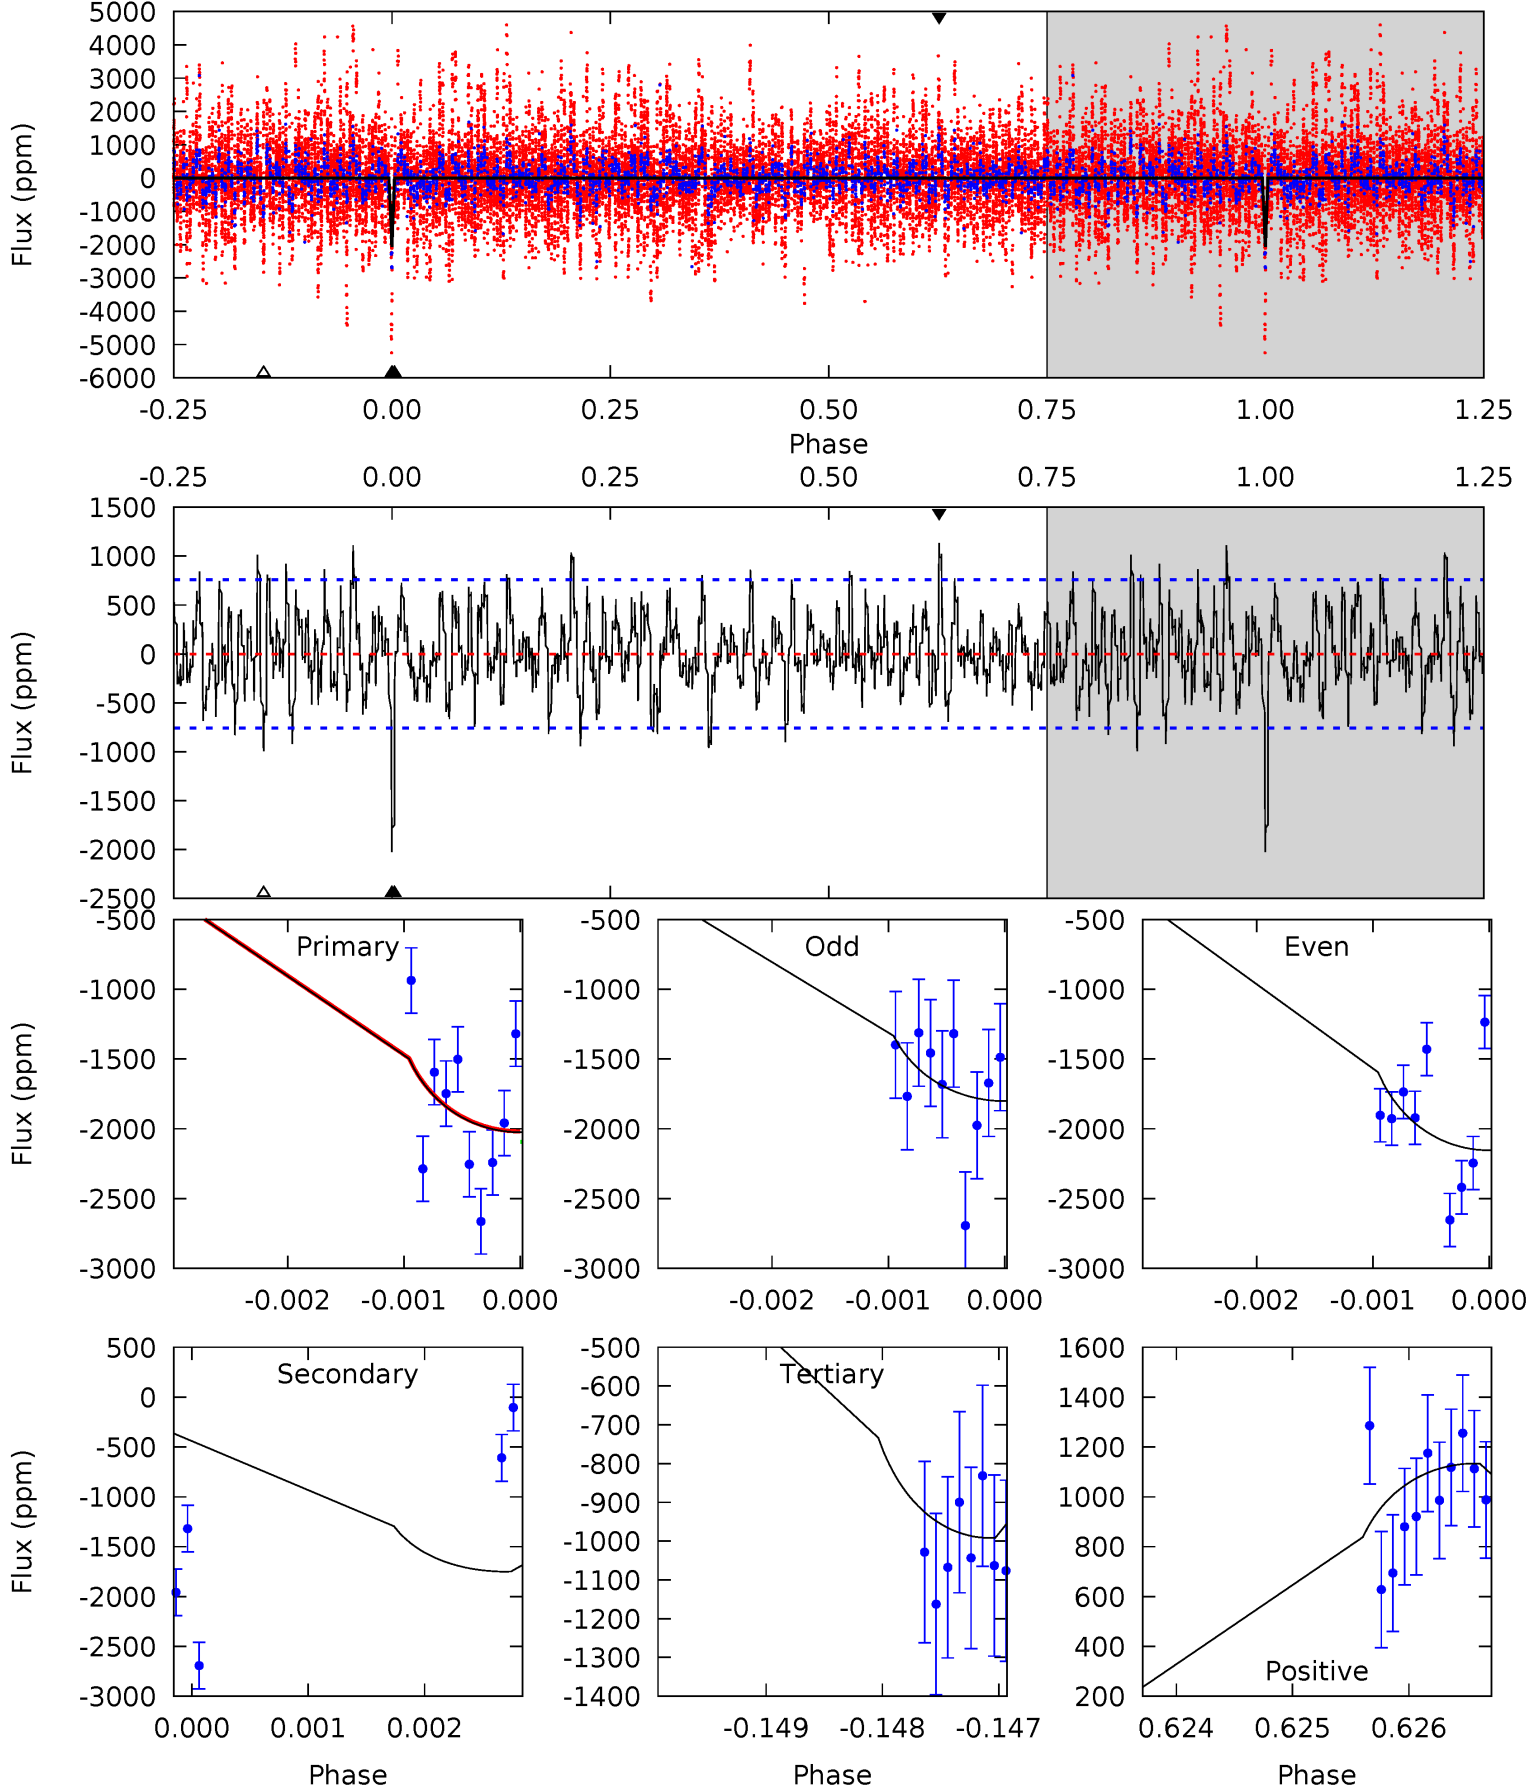 5000
4000
3000
2000
1000
0
-1000
-2000
-3000
-4000
-5000
-6000
Flux (ppm)
-0.25 0.00 0.25 0.50 0.75 1.00 1.25
Phase
-0.25 0.00 0.25 0.50 0.75 1.00 1.25
1500
1000
500
0
-500
-1000
-1500
-2000
-2500
Flux (ppm)
Primary
-500
-1000
-1500
-2000
-2500
-3000
Flux (ppm)
-0.002 -0.001 0.000
Odd
-500
-1000
-1500
-2000
-2500
-3000
-0.002 -0.001 0.000
Even
-500
-1000
-1500
-2000
-2500
-3000
-0.002 -0.001 0.000
Secondary
500
0
-500
-1000
-1500
-2000
-2500
-3000
Flux (ppm)
0.000 0.001 0.002
Phase
Tertiary
-500
-600
-700
-800
-900
-1000
-1100
-1200
-1300
-1400
-0.149 -0.148 -0.147
Phase
Positive
1600
1400
1200
1000
800
600
400
200
0.624 0.625 0.626
Phase